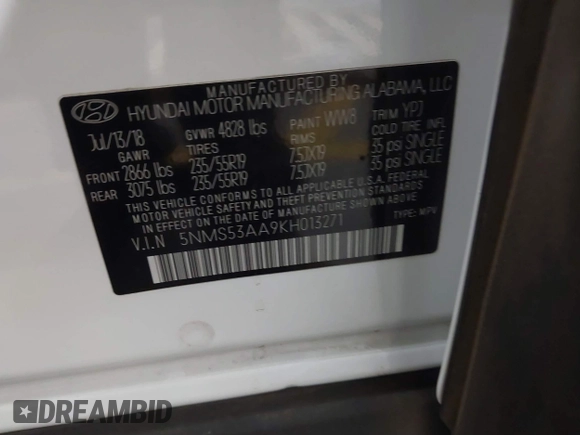 MANUFACTURED BY
HYUNDAI MOTOR MANUFACTURING ALABAMA, LLC
Jul/13/18 GVWR 4828 lbs PAINT WW8 TRIM YPJ
GAWR TIRES RIMS COLD TIRE INFL.
FRONT 2866 lbs 235/55R19 7.5JX19 35 psi SINGLE
REAR 3075 lbs 235/55R19 7.5JX19 35 psi SINGLE
THIS VEHICLE CONFORMS TO ALL APPLICABLE U.S.A. FEDERAL
MOTOR VEHICLE SAFETY AND THEFT PREVENTION STANDARDS
IN EFFECT ON THE DATE OF MANUFACTURE SHOWN ABOVE.
V.I.N 5NMS53AA9KH013271 TYPE: MPV
DREAMBID